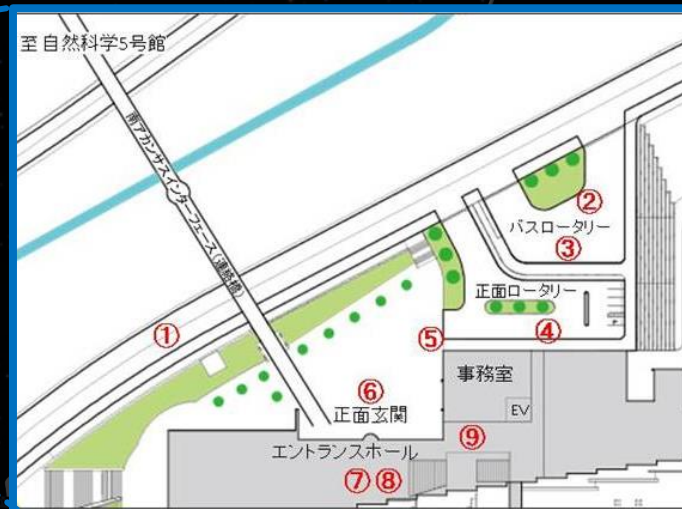 至自然科学5号館
南アカンサスインターフェース(連絡橋)
②
バスロータリー
③
正面ロータリー
①
④
⑤
事務室
⑥
正面玄関
EV
エントランスホール
⑨
⑦⑧